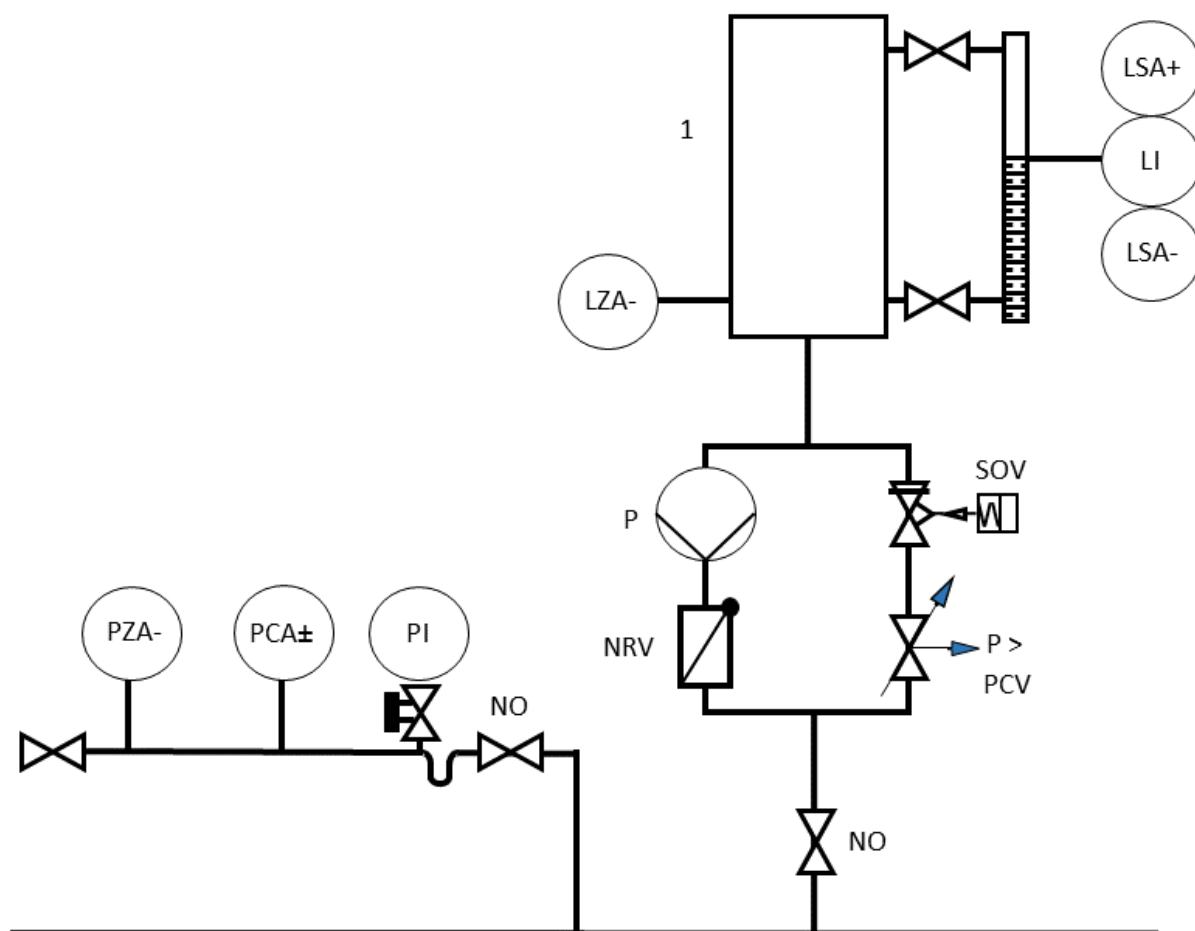 LSA+
1
LI
LSA-
LZA-
SOV
P
PZA-
PCA±
PI
NRV
P >
PCV
NO
NO